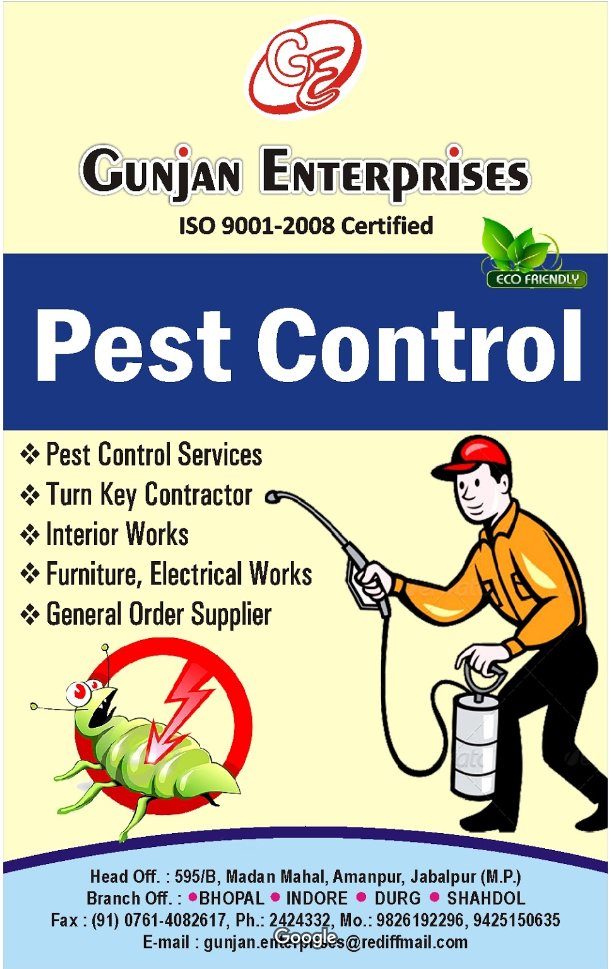 GE
GUNJAN ENTERPRISES
ISO 9001-2008 Certified
ECO FRIENDLY
Pest Control
❖ Pest Control Services
❖ Turn Key Contractor
❖ Interior Works
❖ Furniture, Electrical Works
❖ General Order Supplier
Head Off. : 595/B, Madan Mahal, Amanpur, Jabalpur (M.P.)
Branch Off. : •BHOPAL • INDORE • DURG • SHAHDOL
Fax : (91) 0761-4082617, Ph.: 2424332, Mo.: 9826192296, 9425150635
E-mail : gunjan.enterprises@rediffmail.com
Google